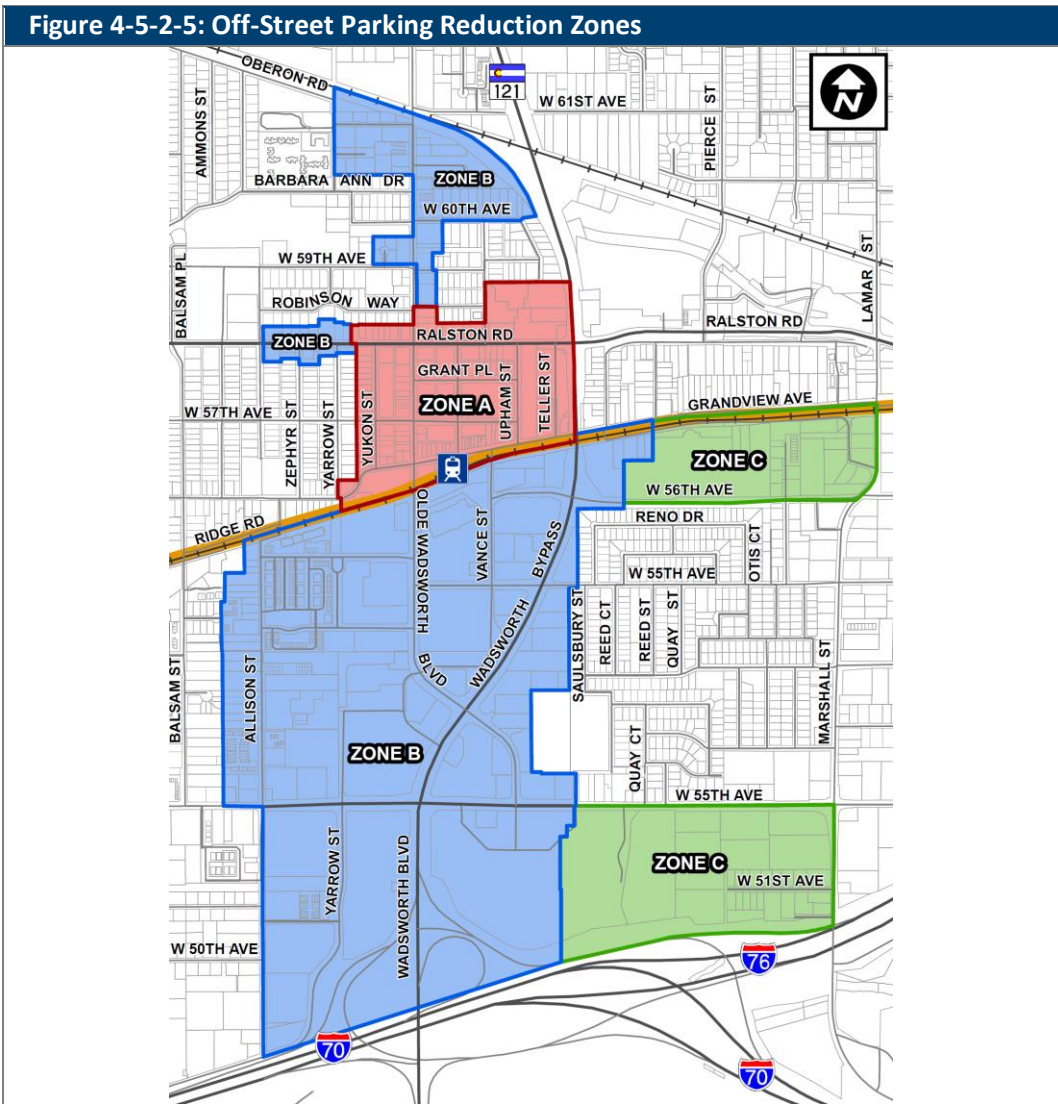 Figure 4-5-2-5: Off-Street Parking Reduction Zones
OBERON RD
121
W 61ST AVE
PIERCE ST
N
AMMONS ST
BARBARA ANN DR
ZONE B
W 60TH AVE
W 59TH AVE
BALSAM PL
LAMAR ST
ROBINSON WAY
RALSTON RD
RALSTON RD
ZONE B
GRANT PL
GRANDVIEW AVE
W 57TH AVE
ZEPHYR ST
YARROW ST
YUKON ST
ZONE A
UPHAM ST
TELLER ST
ZONE C
W 56TH AVE
RIDGE RD
OLDE WADSWORTH
BLVD
VANCE ST
WADSWORTH BYPASS
RENO DR
OTIS CT
W 55TH AVE
SAULSBURY ST
REED CT
REED ST
QUAY ST
BALSAM ST
ALLISON ST
MARSHALL ST
ZONE B
QUAY CT
W 55TH AVE
YARROW ST
WADSWORTH BLVD
ZONE C
W 51ST AVE
W 50TH AVE
76
70
70